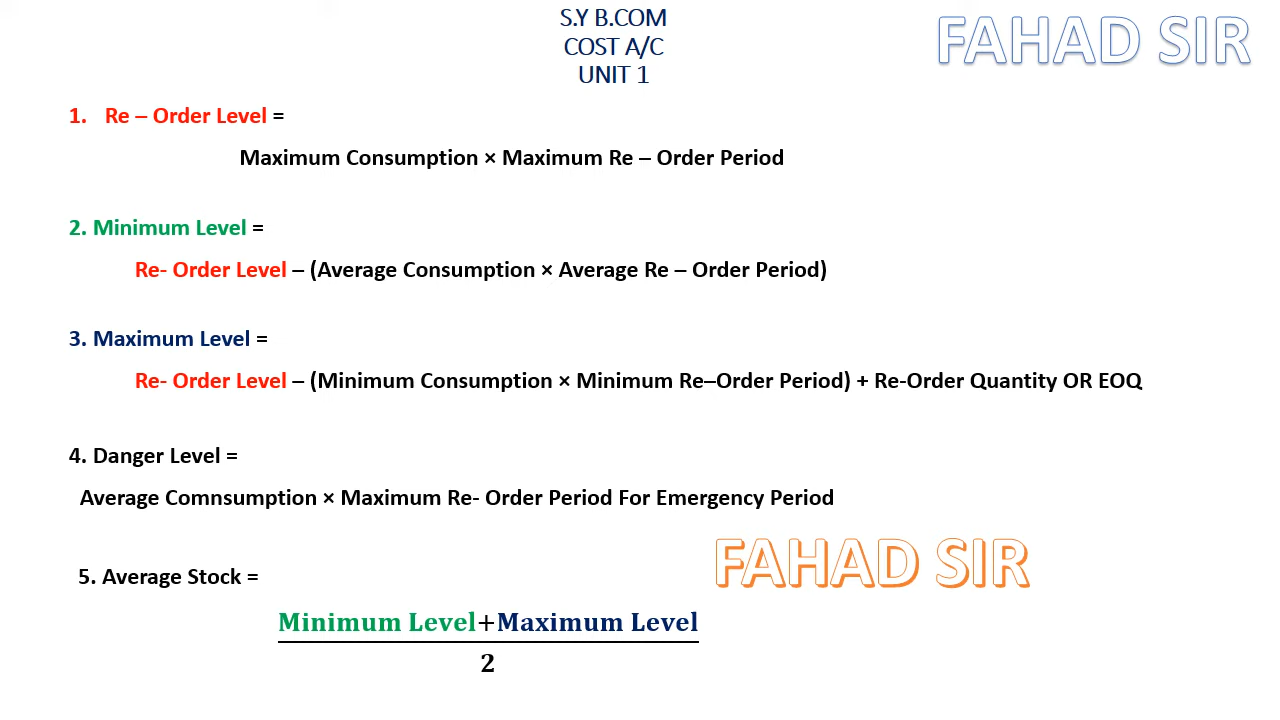 S.Y B.COM
COST A/C
UNIT 1
FAHAD SIR
1. Re – Order Level =
Maximum Consumption × Maximum Re – Order Period
2. Minimum Level =
Re- Order Level – (Average Consumption × Average Re – Order Period)
3. Maximum Level =
Re- Order Level – (Minimum Consumption × Minimum Re–Order Period) + Re-Order Quantity OR EOQ
4. Danger Level =
Average Comnsumption × Maximum Re- Order Period For Emergency Period
FAHAD SIR
5. Average Stock =
Minimum Level+Maximum Level
2